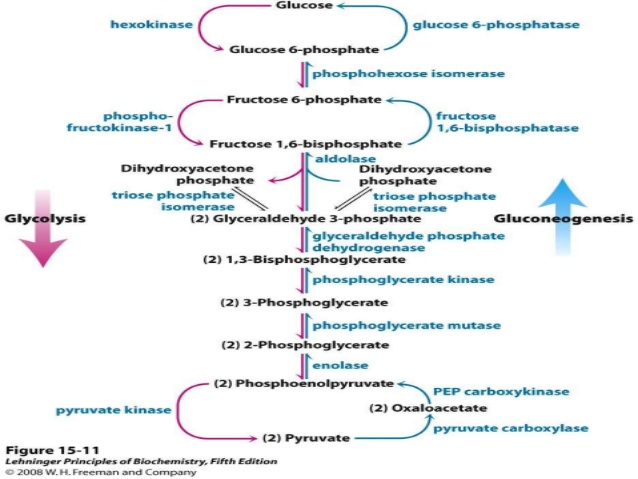 Glucose
hexokinase
glucose 6-phosphatase
Glucose 6-phosphate
phosphohexose isomerase
Fructose 6-phosphate
phospho-
fructokinase-1
fructose
1,6-bisphosphatase
Fructose 1,6-bisphosphate
aldolase
Dihydroxyacetone
phosphate
Dihydroxyacetone
phosphate
triose phosphate
isomerase
triose phosphate
isomerase
Glycolysis
(2) Glyceraldehyde 3-phosphate
Gluconeogenesis
glyceraldehyde phosphate
dehydrogenase
(2) 1,3-Bisphosphoglycerate
phosphoglycerate kinase
(2) 3-Phosphoglycerate
phosphoglycerate mutase
(2) 2-Phosphoglycerate
enolase
(2) Phosphoenolpyruvate
PEP carboxykinase
pyruvate kinase
(2) Oxaloacetate
pyruvate carboxylase
(2) Pyruvate
Figure 15-11
Lehninger Principles of Biochemistry, Fifth Edition
© 2008 W. H. Freeman and Company